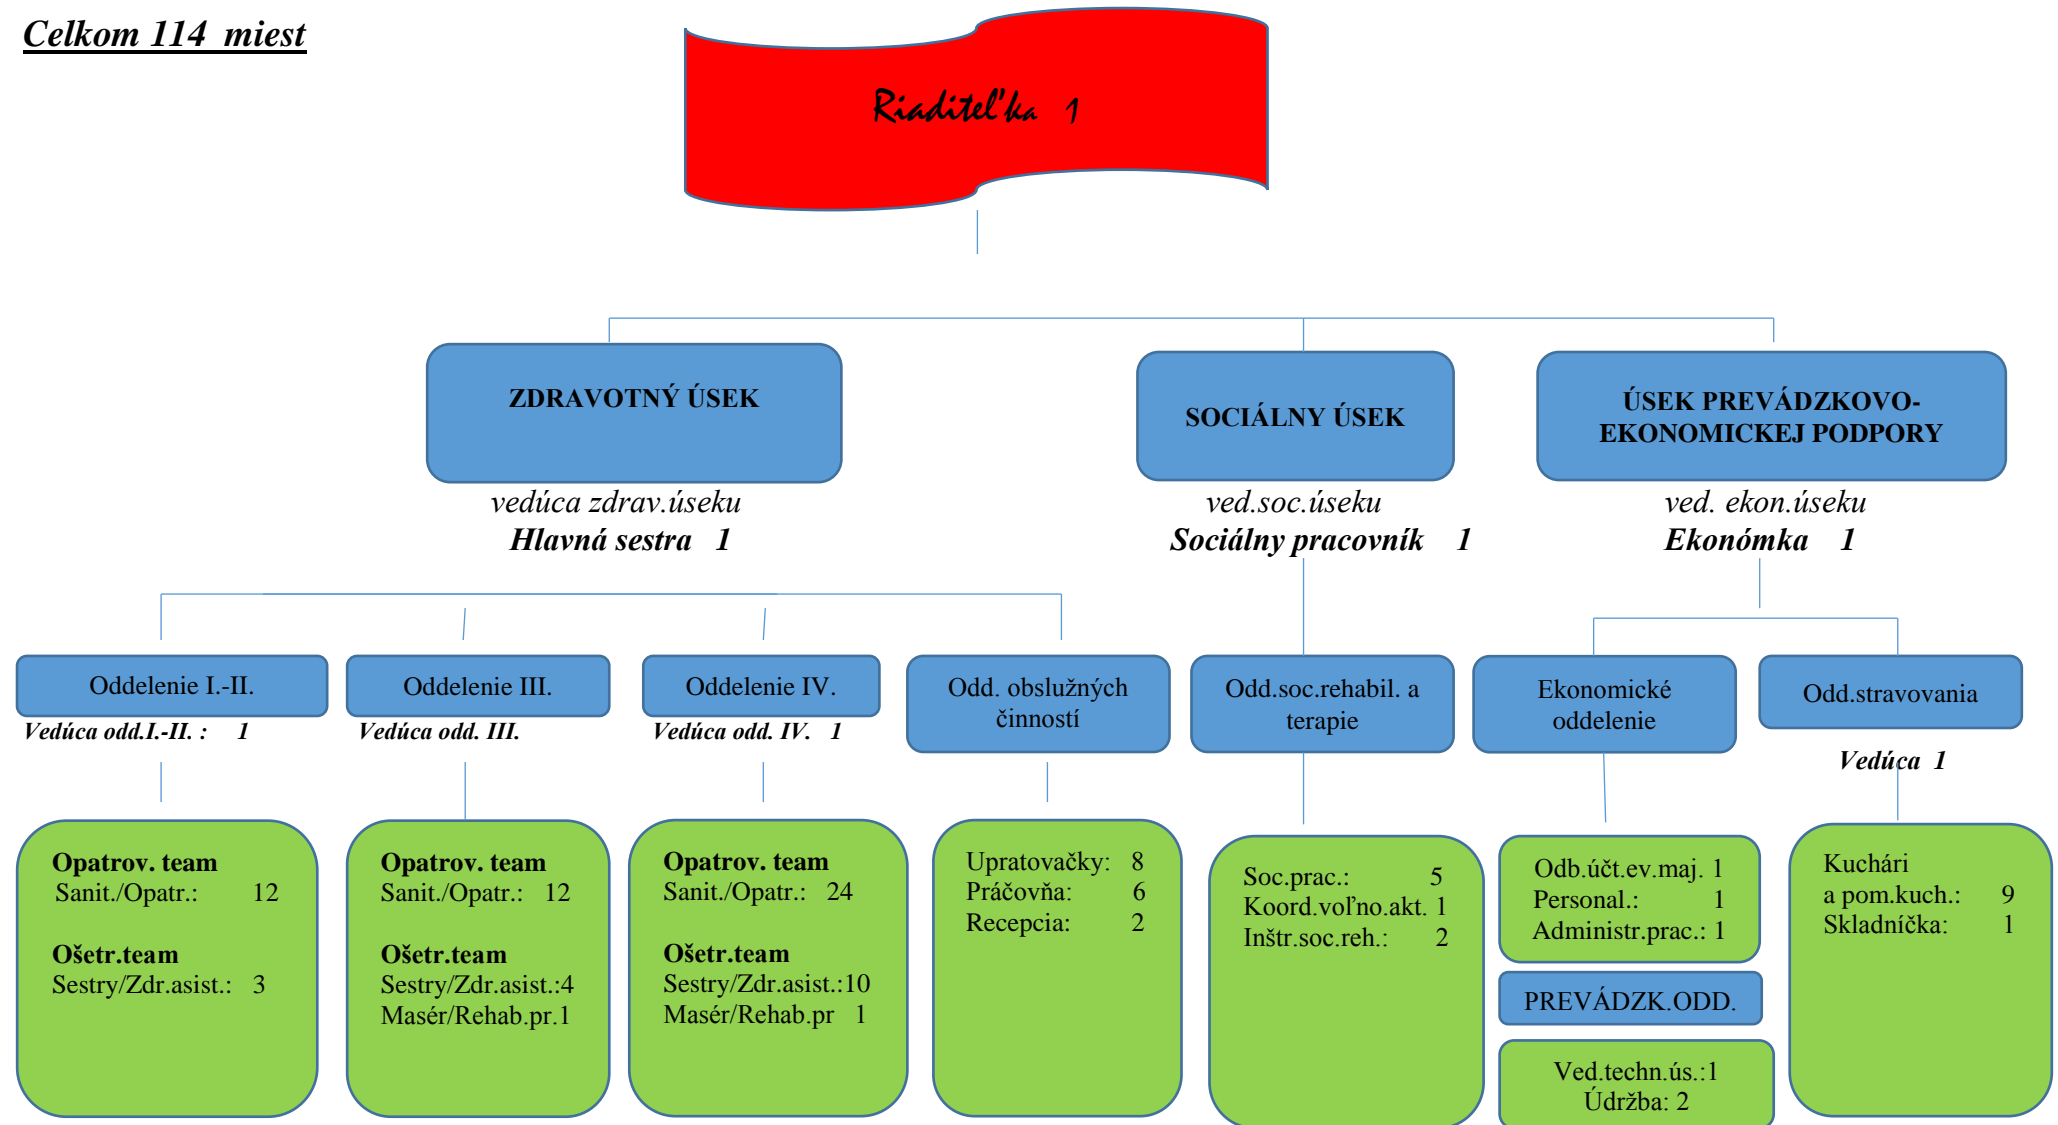 Celkom 114 miest
Riaditeľka 1
ZDRAVOTNÝ ÚSEK
vedúca zdrav.úseku
Hlavná sestra 1
SOCIÁLNY ÚSEK
ved.soc.úseku
Sociálny pracovník 1
ÚSEK PREVÁDZKOVO-
EKONOMICKEJ PODPORY
ved. ekon.úseku
Ekonómka 1
Oddelenie I.-II.
Vedúca odd.I.-II. : 1
Oddelenie III.
Vedúca odd. III.
Oddelenie IV.
Vedúca odd. IV. 1
Odd. obslužných
činností
Odd.soc.rehabil. a
terapie
Ekonomické
oddelenie
Odd.stravovania
Vedúca 1
Opatrov. team
Sanit./Opatr.: 12
Ošetr.team
Sestry/Zdr.asist.: 3
Opatrov. team
Sanit./Opatr.: 12
Ošetr.team
Sestry/Zdr.asist.:4
Masér/Rehab.pr.1
Opatrov. team
Sanit./Opatr.: 24
Ošetr.team
Sestry/Zdr.asist.:10
Masér/Rehab.pr 1
Upratovačky: 8
Práčovňa: 6
Recepcia: 2
Soc.prac.: 5
Koord.voľno.akt. 1
Inštr.soc.reh.: 2
Odb.účt.ev.maj. 1
Personal.: 1
Administr.prac.: 1
PREVÁDZK.ODD.
Ved.techn.ús.:1
Údržba: 2
Kuchári
a pom.kuch.: 9
Skladníčka: 1